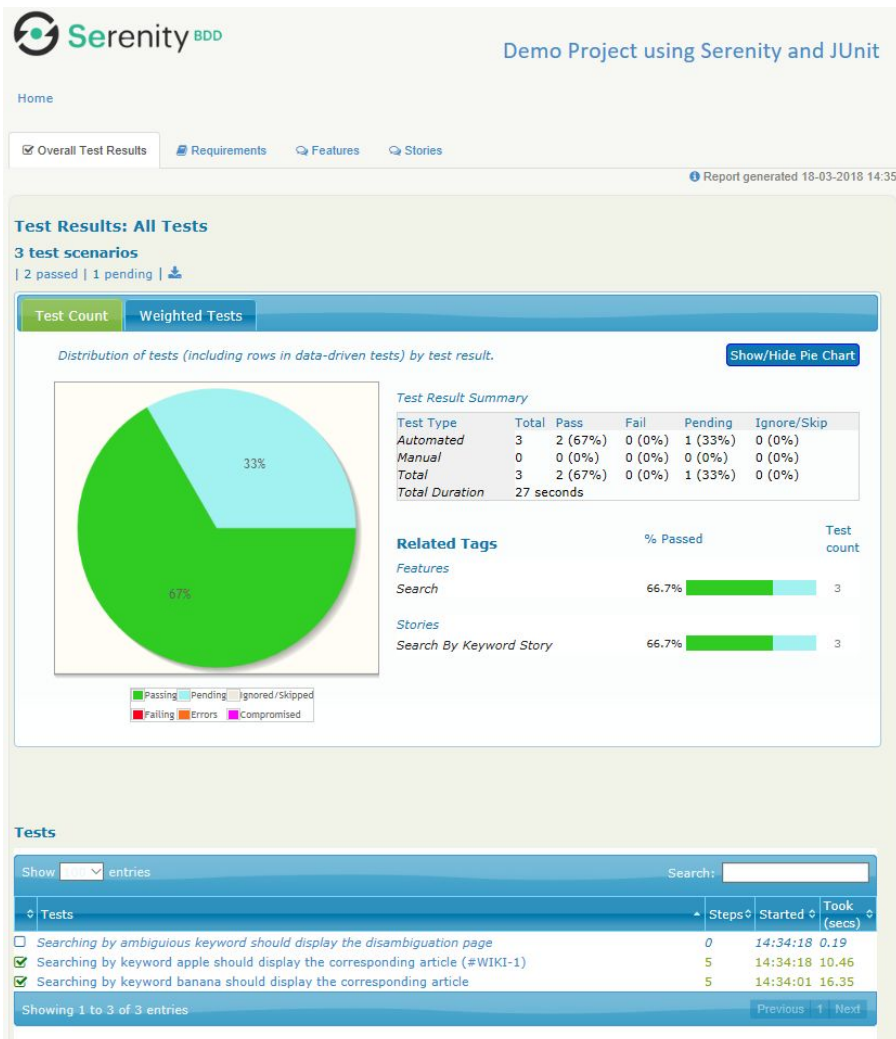 Serenity BDD
Demo Project using Serenity and JUnit
Home
Overall Test Results Requirements Features Stories
Report generated 18-03-2018 14:35
Test Results: All Tests
3 test scenarios
| 2 passed | 1 pending |
Test Count Weighted Tests
Distribution of tests (including rows in data-driven tests) by test result.
Show/Hide Pie Chart
33%
67%
Passing Pending Ignored/Skipped
Failing Errors Compromised
Test Result Summary
Test Type Total Pass Fail Pending Ignore/Skip
Automated 3 2 (67%) 0 (0%) 1 (33%) 0 (0%)
Manual 0 0 (0%) 0 (0%) 0 (0%) 0 (0%)
Total 3 2 (67%) 0 (0%) 1 (33%) 0 (0%)
Total Duration 27 seconds
Related Tags % Passed Test count
Features
Search 66.7% 3
Stories
Search By Keyword Story 66.7% 3
Tests
Show entries Search:
Tests Steps Started Took (secs)
Searching by ambiguious keyword should display the disambiguation page 0 14:34:18 0.19
Searching by keyword apple should display the corresponding article (#WIKI-1) 5 14:34:18 10.46
Searching by keyword banana should display the corresponding article 5 14:34:01 16.35
Showing 1 to 3 of 3 entries Previous 1 Next